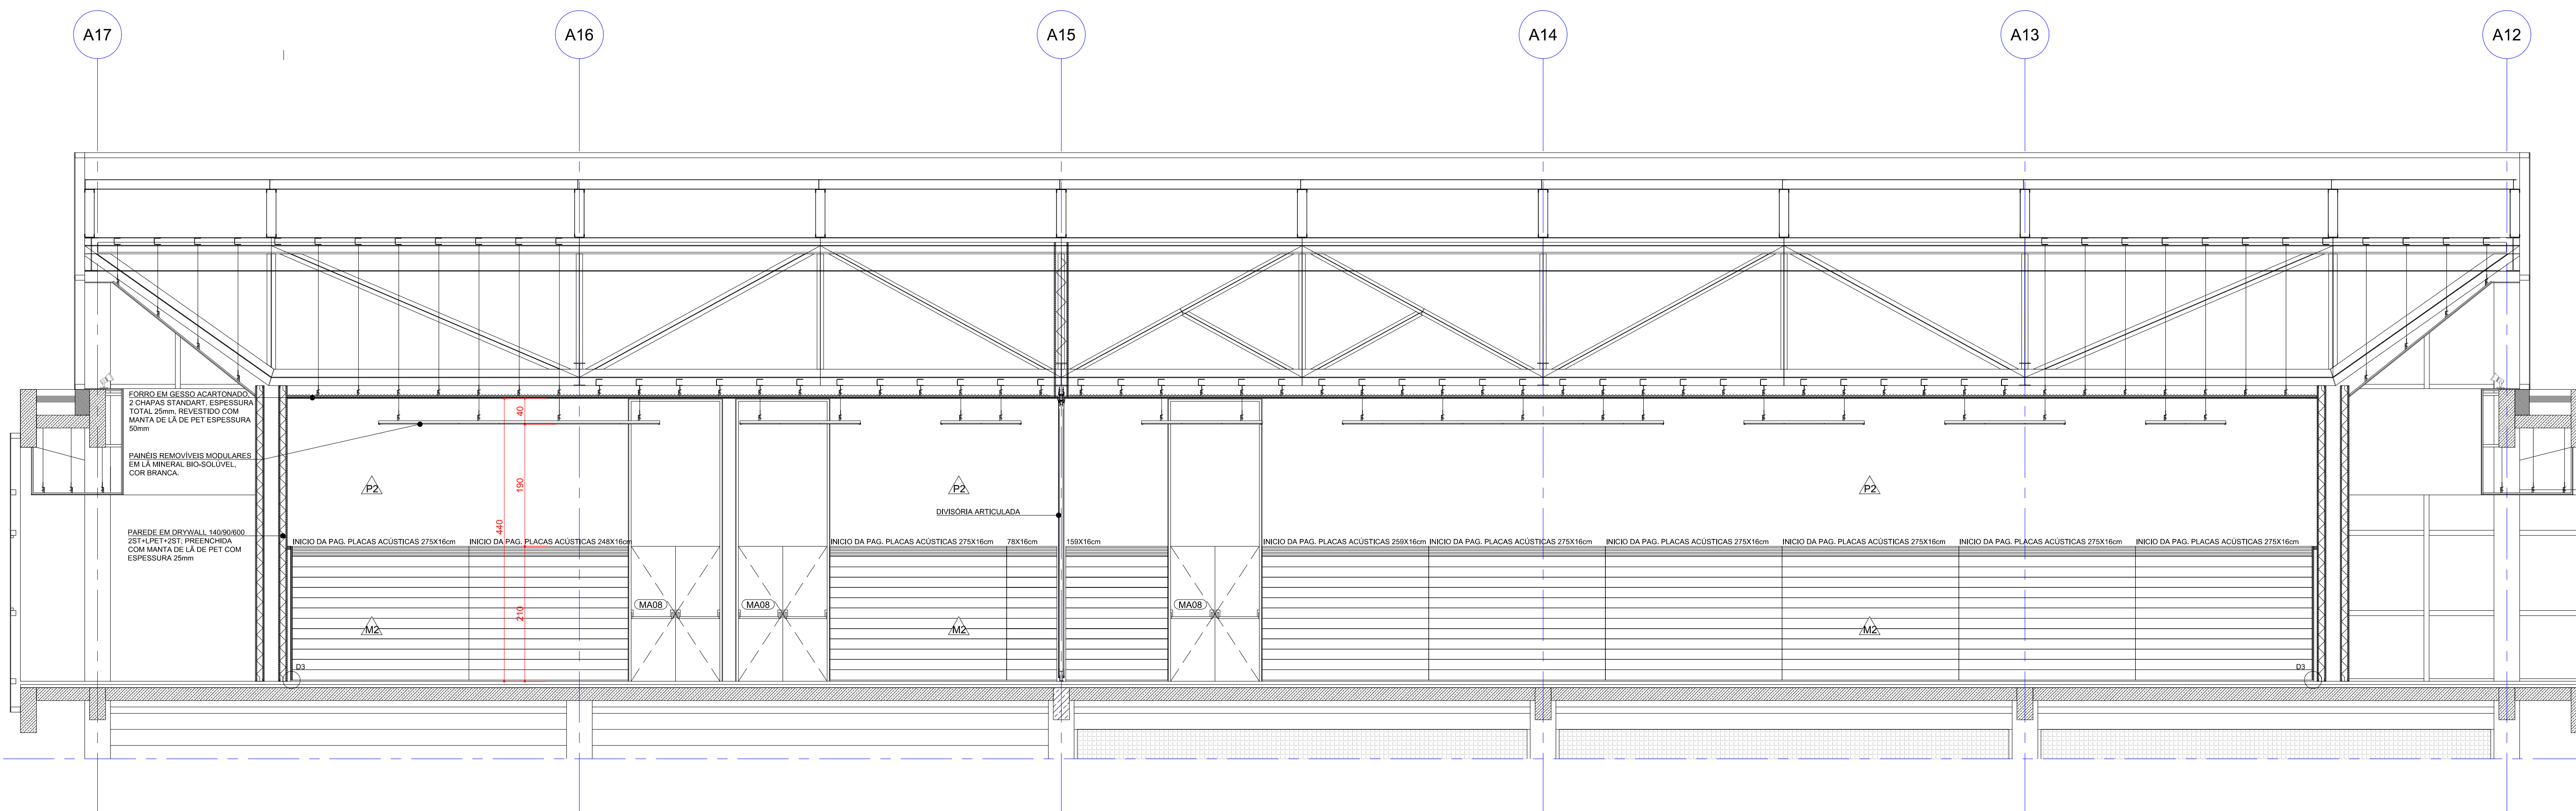 A17
A16
A15
A14
A13
A12
FORRO EM GESSO ACARTONADO,
2 CHAPAS STANDART, ESPESSURA
TOTAL 25mm, REVESTIDO COM
MANTA DE LÃ DE PET ESPESSURA
50mm
40
PAINÉIS REMOVÍVEIS MODULARES
EM LÃ MINERAL BIO-SOLÚVEL,
COR BRANCA.
190
P2
P2
P2
DIVISÓRIA ARTICULADA
440
PAREDE EM DRYWALL 140/90/600
2ST+LPET+2ST; PREENCHIDA
COM MANTA DE LÃ DE PET COM
ESPESSURA 25mm
INICIO DA PAG. PLACAS ACÚSTICAS 275X16cm
INICIO DA PAG. PLACAS ACÚSTICAS 248X16cm
INICIO DA PAG. PLACAS ACÚSTICAS 275X16cm
78X16cm
159X16cm
INICIO DA PAG. PLACAS ACÚSTICAS 259X16cm
INICIO DA PAG. PLACAS ACÚSTICAS 275X16cm
INICIO DA PAG. PLACAS ACÚSTICAS 275X16cm
INICIO DA PAG. PLACAS ACÚSTICAS 275X16cm
INICIO DA PAG. PLACAS ACÚSTICAS 275X16cm
INICIO DA PAG. PLACAS ACÚSTICAS 275X16cm
210
MA08
MA08
MA08
M2
M2
M2
D3
D3